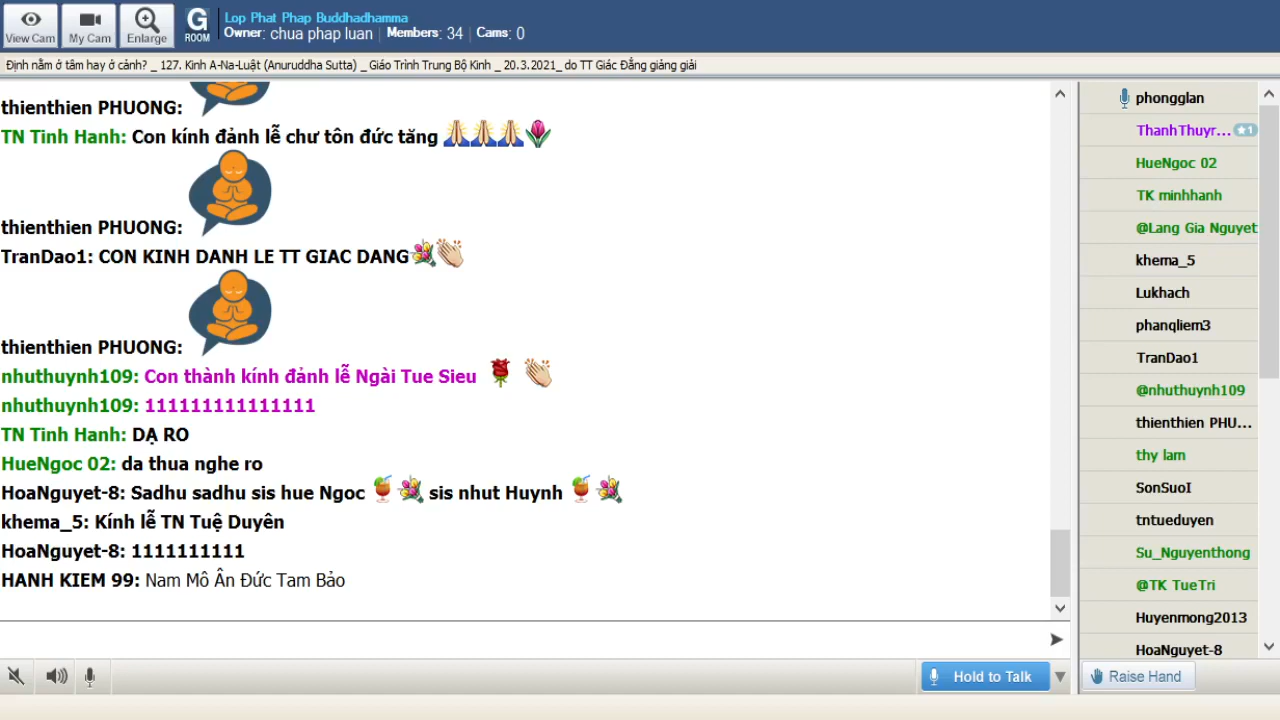 View Cam
My Cam
Enlarge
G
ROOM
Lop Phat Phap Buddhadhamma
Owner: chua phap luan | Members: 34 | Cams: 0
Định nằm ở tâm hay ở cảnh? _ 127. Kinh A-Na-Luật (Anuruddha Sutta) _ Giáo Trình Trung Bộ Kinh _ 20.3.2021_ do TT Giác Đẳng giảng giải
thienthien PHUONG:
TN Tinh Hanh: Con kính đảnh lễ chư tôn đức tăng 🙏🙏🙏🌷
thienthien PHUONG:
TranDao1: CON KINH DANH LE TT GIAC DANG💐👏
thienthien PHUONG:
nhuthuynh109: Con thành kính đảnh lễ Ngài Tue Sieu 🌹 👏
nhuthuynh109: 111111111111111
TN Tinh Hanh: DẠ RO
HueNgoc 02: da thua nghe ro
HoaNguyet-8: Sadhu sadhu sis hue Ngoc 🍹💐 sis nhut Huynh 🍹💐
khema_5: Kính lễ TN Tuệ Duyên
HoaNguyet-8: 1111111111
HANH KIEM 99: Nam Mô Ân Đức Tam Bảo
Hold to Talk
phongglan
ThanhThuyr... ★1
HueNgoc 02
TK minhhanh
@Lang Gia Nguyet
khema_5
Lukhach
phanqliem3
TranDao1
@nhuthuynh109
thienthien PHU...
thy lam
SonSuoI
tntueduyen
Su_Nguyenthong
@TK TueTri
Huyenmong2013
HoaNguyet-8
Raise Hand